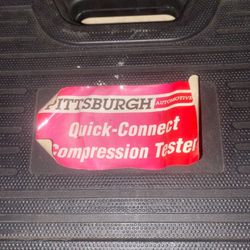 PITTSBURGH
AUTOMOTIVE
Quick-Connect
Compression Tester